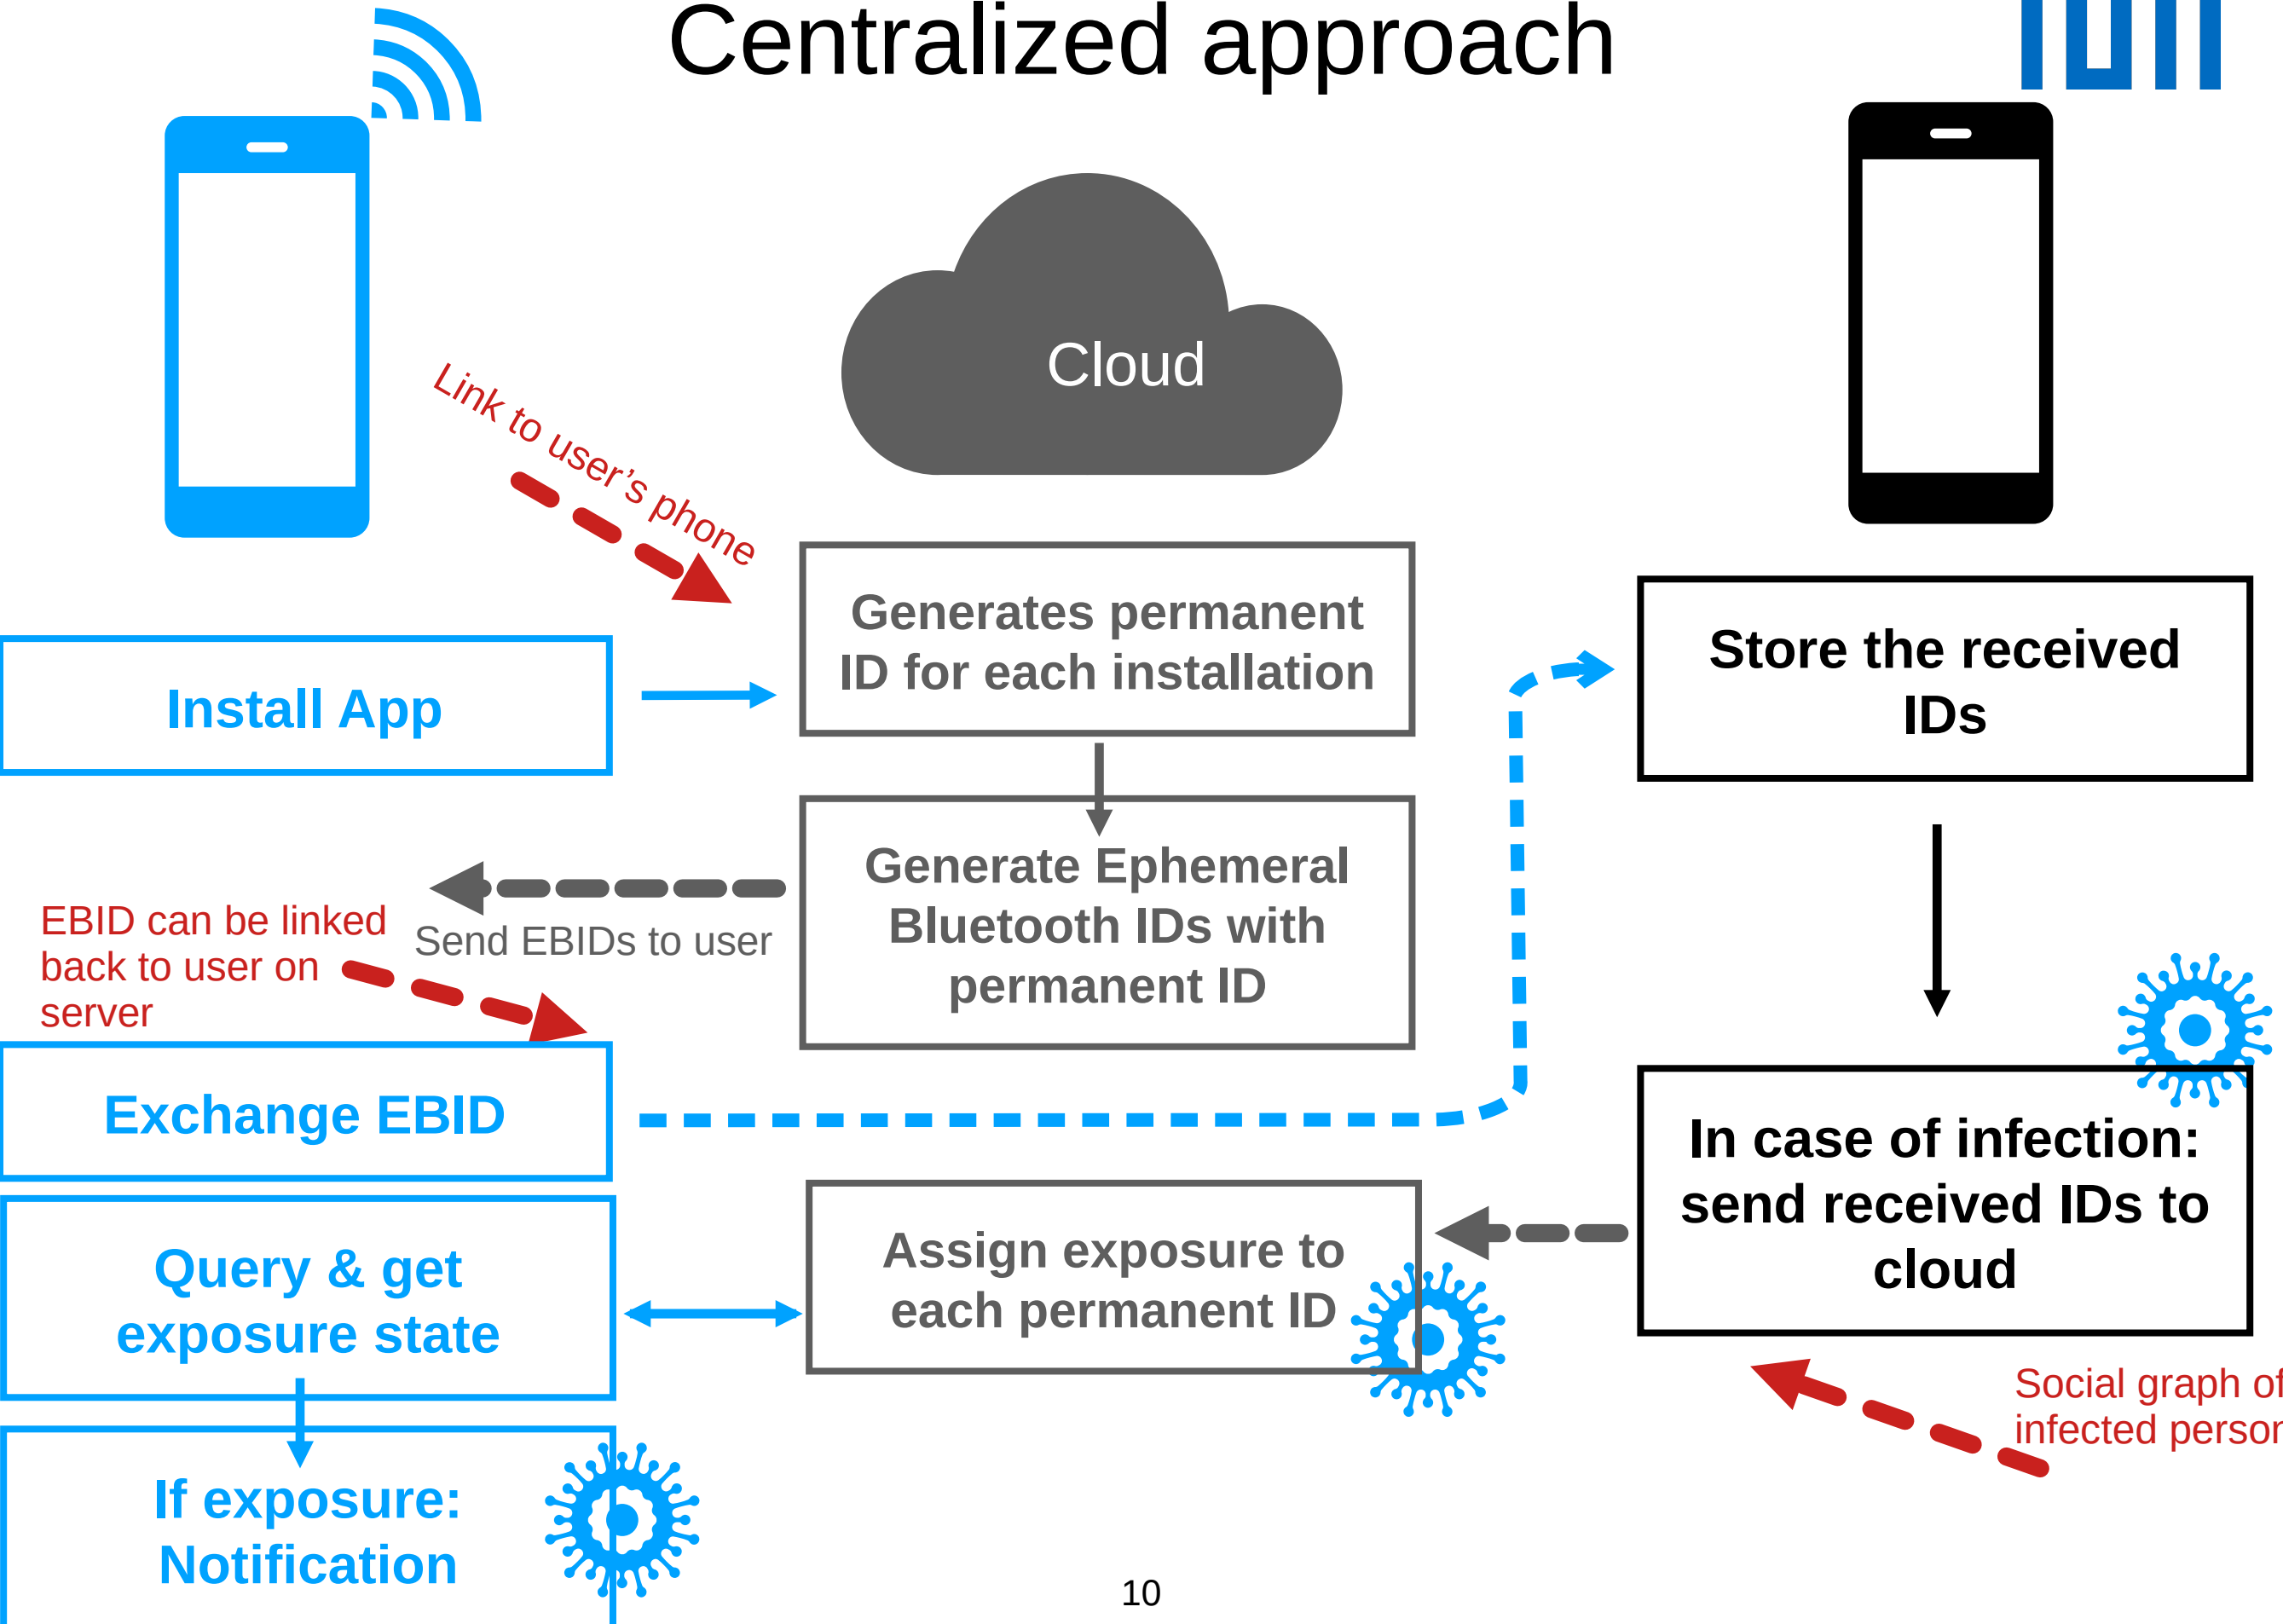 Centralized approach
Cloud
Link to user’s phone
Generates permanent
ID for each installation
Install App
Store the received
IDs
Generate Ephemeral
Bluetooth IDs with
permanent ID
Send EBIDs to user
EBID can be linked
back to user on
server
Exchange EBID
In case of infection:
send received IDs to
cloud
Assign exposure to
each permanent ID
Query & get
exposure state
Social graph of
infected person
If exposure:
Notification
10